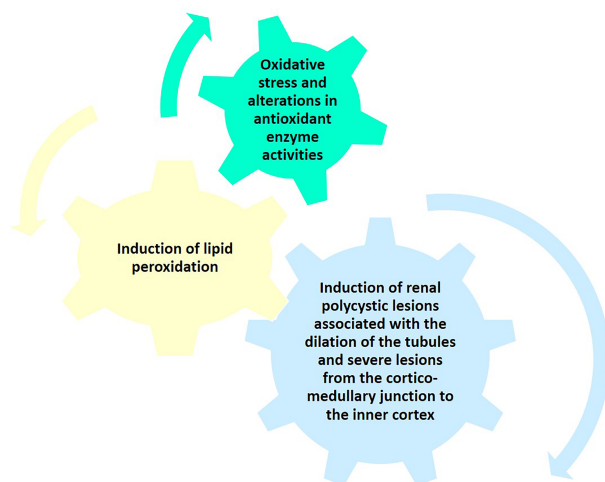 Oxidative
stress and
alterations in
antioxidant
enzyme
activities
Induction of lipid
peroxidation
Induction of renal
polycystic lesions
associated with the
dilation of the tubules
and severe lesions
from the cortico-
medullary junction to
the inner cortex